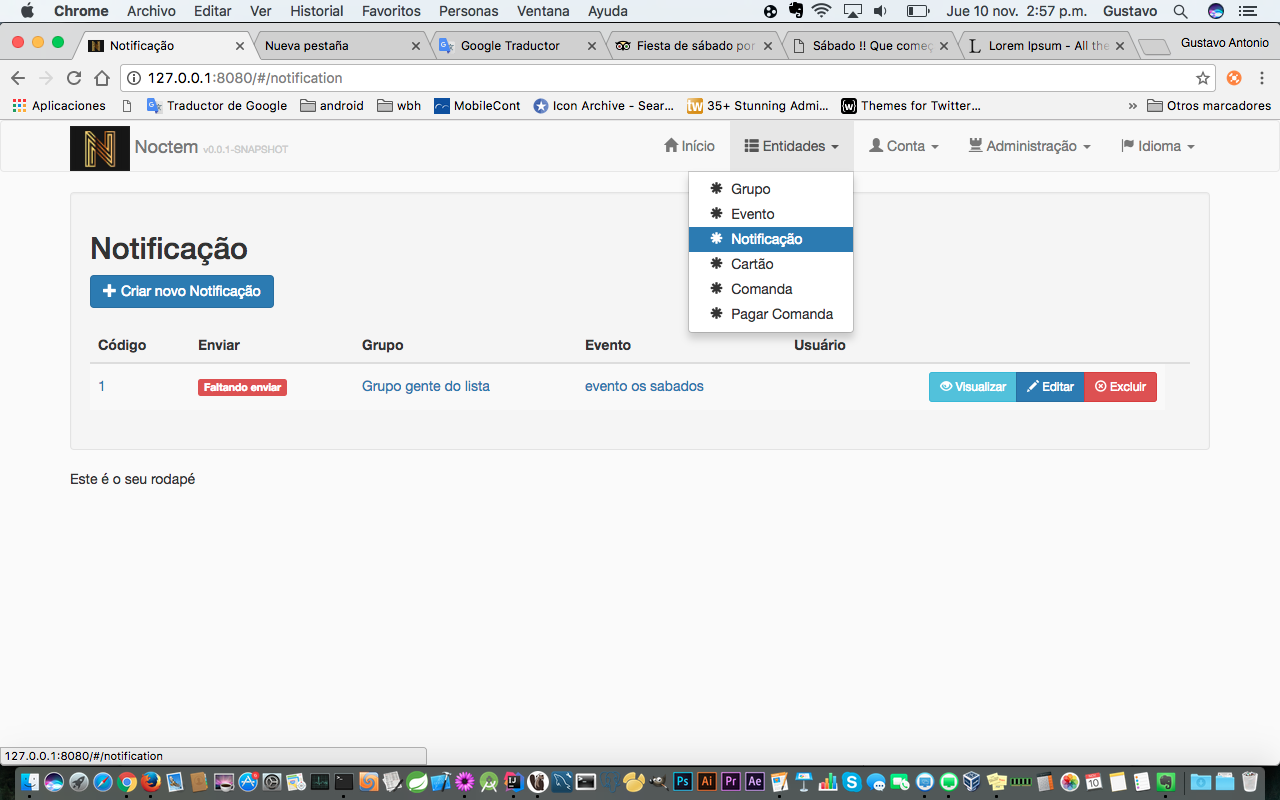 Chrome Archivo Editar Ver Historial Favoritos Personas Ventana Ayuda Jue 10 nov. 2:57 p.m. Gustavo
Notificação Nueva pestaña Google Traductor Fiesta de sábado por Sábado !! Que começ Lorem Ipsum - All the Gustavo Antonio
127.0.0.1:8080/#/notification
Aplicaciones Traductor de Google android wbh MobileCont Icon Archive - Sear... 35+ Stunning Admi... Themes for Twitter... » Otros marcadores
Noctem v0.0.1-SNAPSHOT Início Entidades Conta Administração Idioma
Grupo
Evento
Notificação
Cartão
Comanda
Pagar Comanda
Notificação
Criar novo Notificação
Código Enviar Grupo Evento Usuário
1 Faltando enviar Grupo gente do lista evento os sabados Visualizar Editar Excluir
Este é o seu rodapé
127.0.0.1:8080/#/notification
Ps Ai Pr Ae